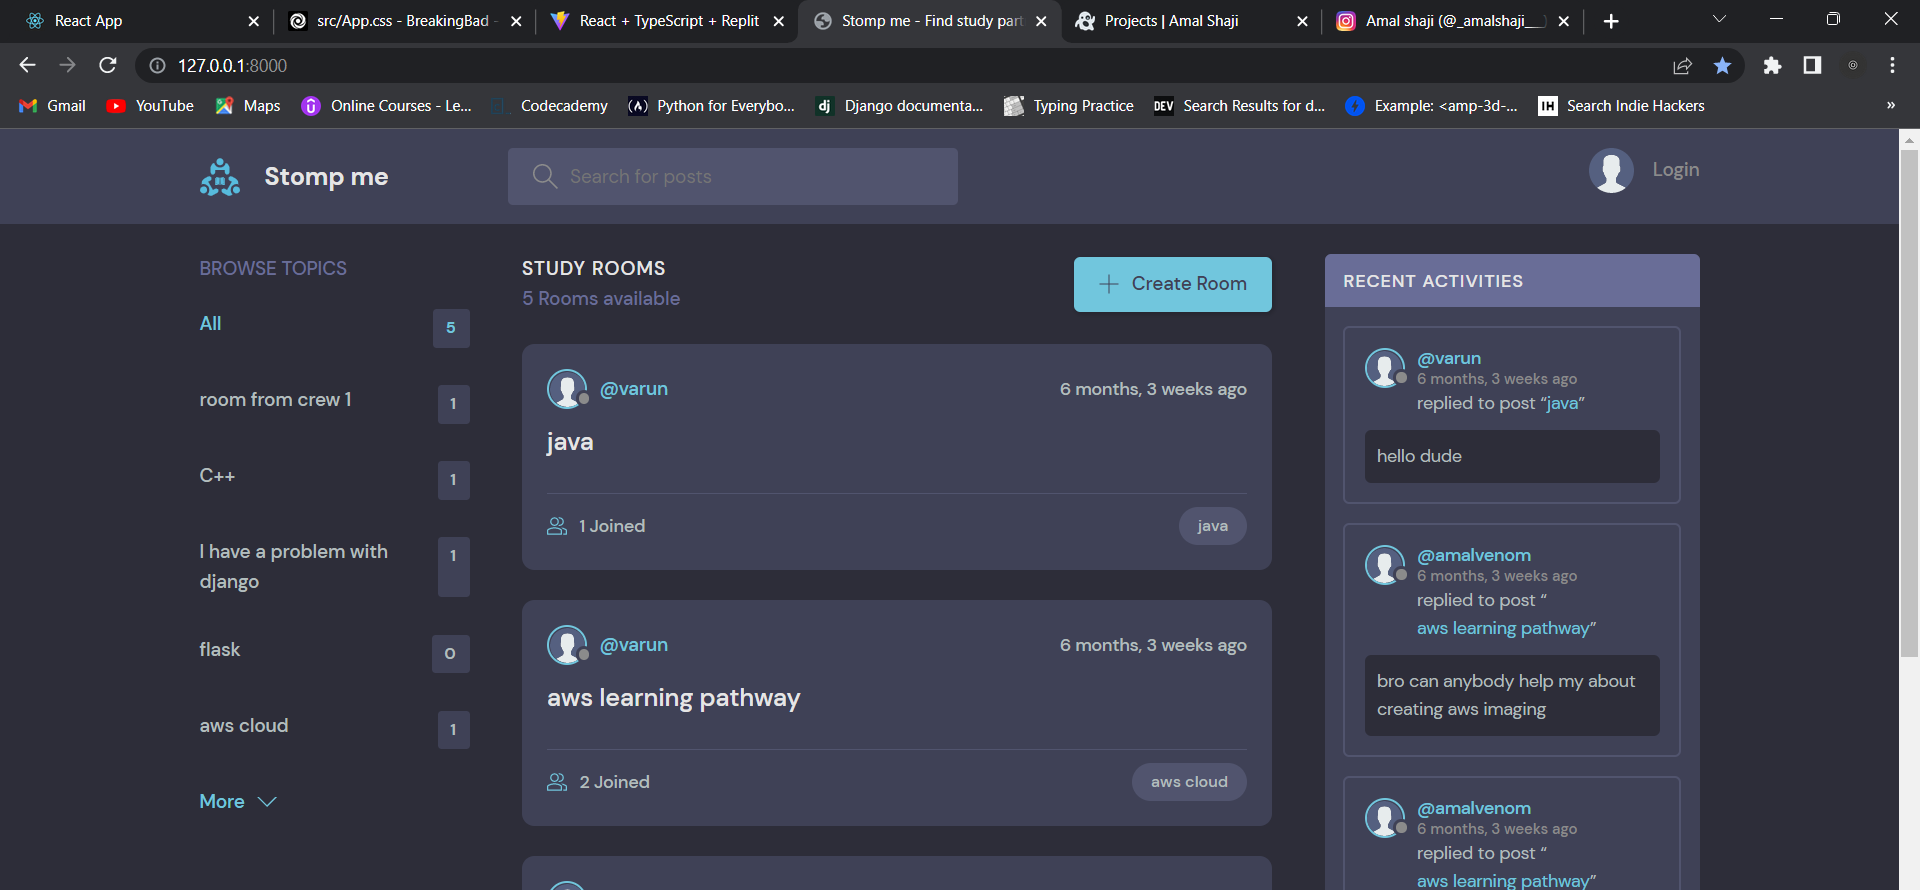 React App
src/App.css - BreakingBad -
React + TypeScript + Replit
Stomp me - Find study part
Projects | Amal Shaji
Amal shaji (@_amalshaji__
127.0.0.1:8000
Gmail
YouTube
Maps
Online Courses - Le...
Codecademy
Python for Everybo...
dj
Django documenta...
Typing Practice
DEV
Search Results for d...
Example: <amp-3d-...
IH
Search Indie Hackers
»
Stomp me
Search for posts
Login
BROWSE TOPICS
All
5
room from crew 1
1
C++
1
I have a problem with
django
1
flask
0
aws cloud
1
More
STUDY ROOMS
5 Rooms available
Create Room
@varun
6 months, 3 weeks ago
java
1 Joined
java
@varun
6 months, 3 weeks ago
aws learning pathway
2 Joined
aws cloud
RECENT ACTIVITIES
@varun
6 months, 3 weeks ago
replied to post “java”
hello dude
@amalvenom
6 months, 3 weeks ago
replied to post “
aws learning pathway”
bro can anybody help my about
creating aws imaging
@amalvenom
6 months, 3 weeks ago
replied to post “
aws learning pathway”